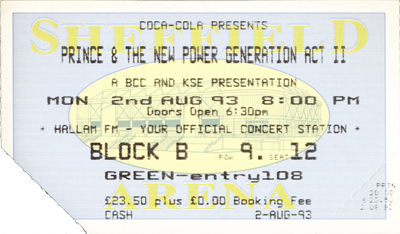 COCA-COLA PRESENTS
SHEFFIELD
PRINCE & THE NEW POWER GENERATION ACT II
A BCC AND KSE PRESENTATION
MON 2nd AUG 93 8:00 PM
Doors Open 6:30pm
* HALLAM FM - YOUR OFFICIAL CONCERT STATION *
BLOCK B ROW 9. SEAT 12
GREEN-entry108
ARENA
£23.50 plus £0.00 Booking Fee
CASH 2-AUG-93
PRIN